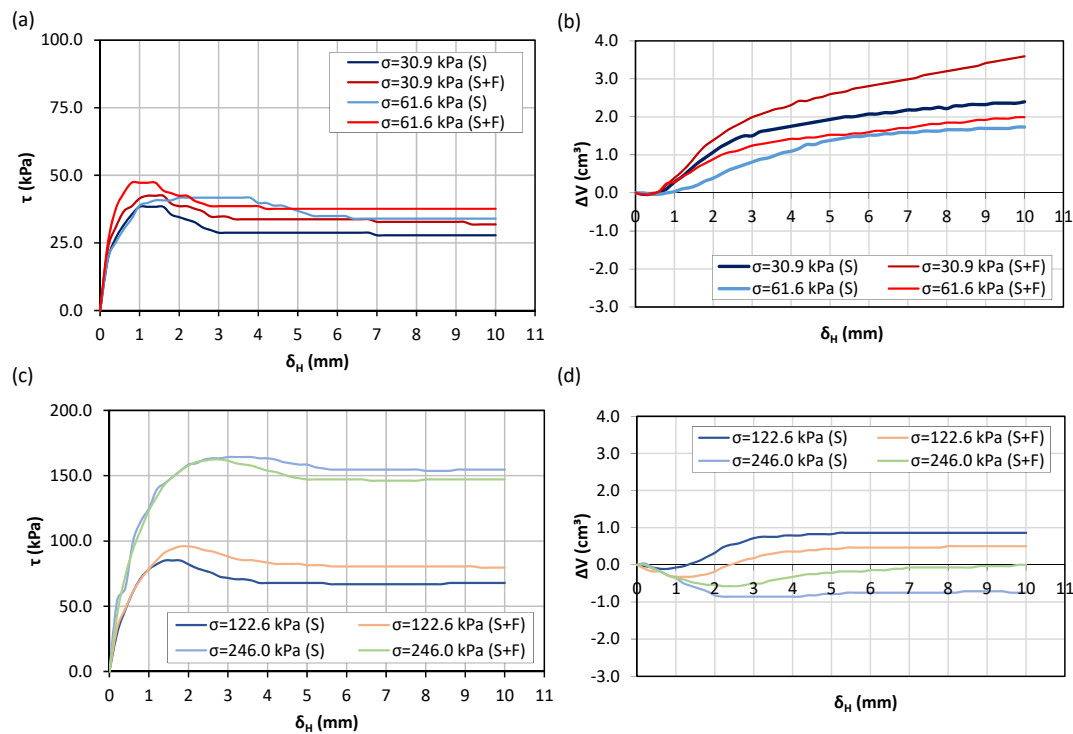 (a)
100.0
75.0
50.0
25.0
0.0
τ (kPa)
σ=30.9 kPa (S)
σ=30.9 kPa (S+F)
σ=61.6 kPa (S)
σ=61.6 kPa (S+F)
0 1 2 3 4 5 6 7 8 9 10 11
δH (mm)
(b)
4.0
3.0
2.0
1.0
0.0
-1.0
-2.0
-3.0
ΔV (cm³)
0 1 2 3 4 5 6 7 8 9 10 11
σ=30.9 kPa (S) σ=30.9 kPa (S+F)
σ=61.6 kPa (S) σ=61.6 kPa (S+F)
δH (mm)
(c)
200.0
150.0
100.0
50.0
0.0
τ (kPa)
σ=122.6 kPa (S) σ=122.6 kPa (S+F)
σ=246.0 kPa (S) σ=246.0 kPa (S+F)
0 1 2 3 4 5 6 7 8 9 10 11
δH (mm)
(d)
4.0
3.0
2.0
1.0
0.0
-1.0
-2.0
-3.0
ΔV (cm³)
σ=122.6 kPa (S) σ=122.6 kPa (S+F)
σ=246.0 kPa (S) σ=246.0 kPa (S+F)
0 1 2 3 4 5 6 7 8 9 10 11
δH (mm)